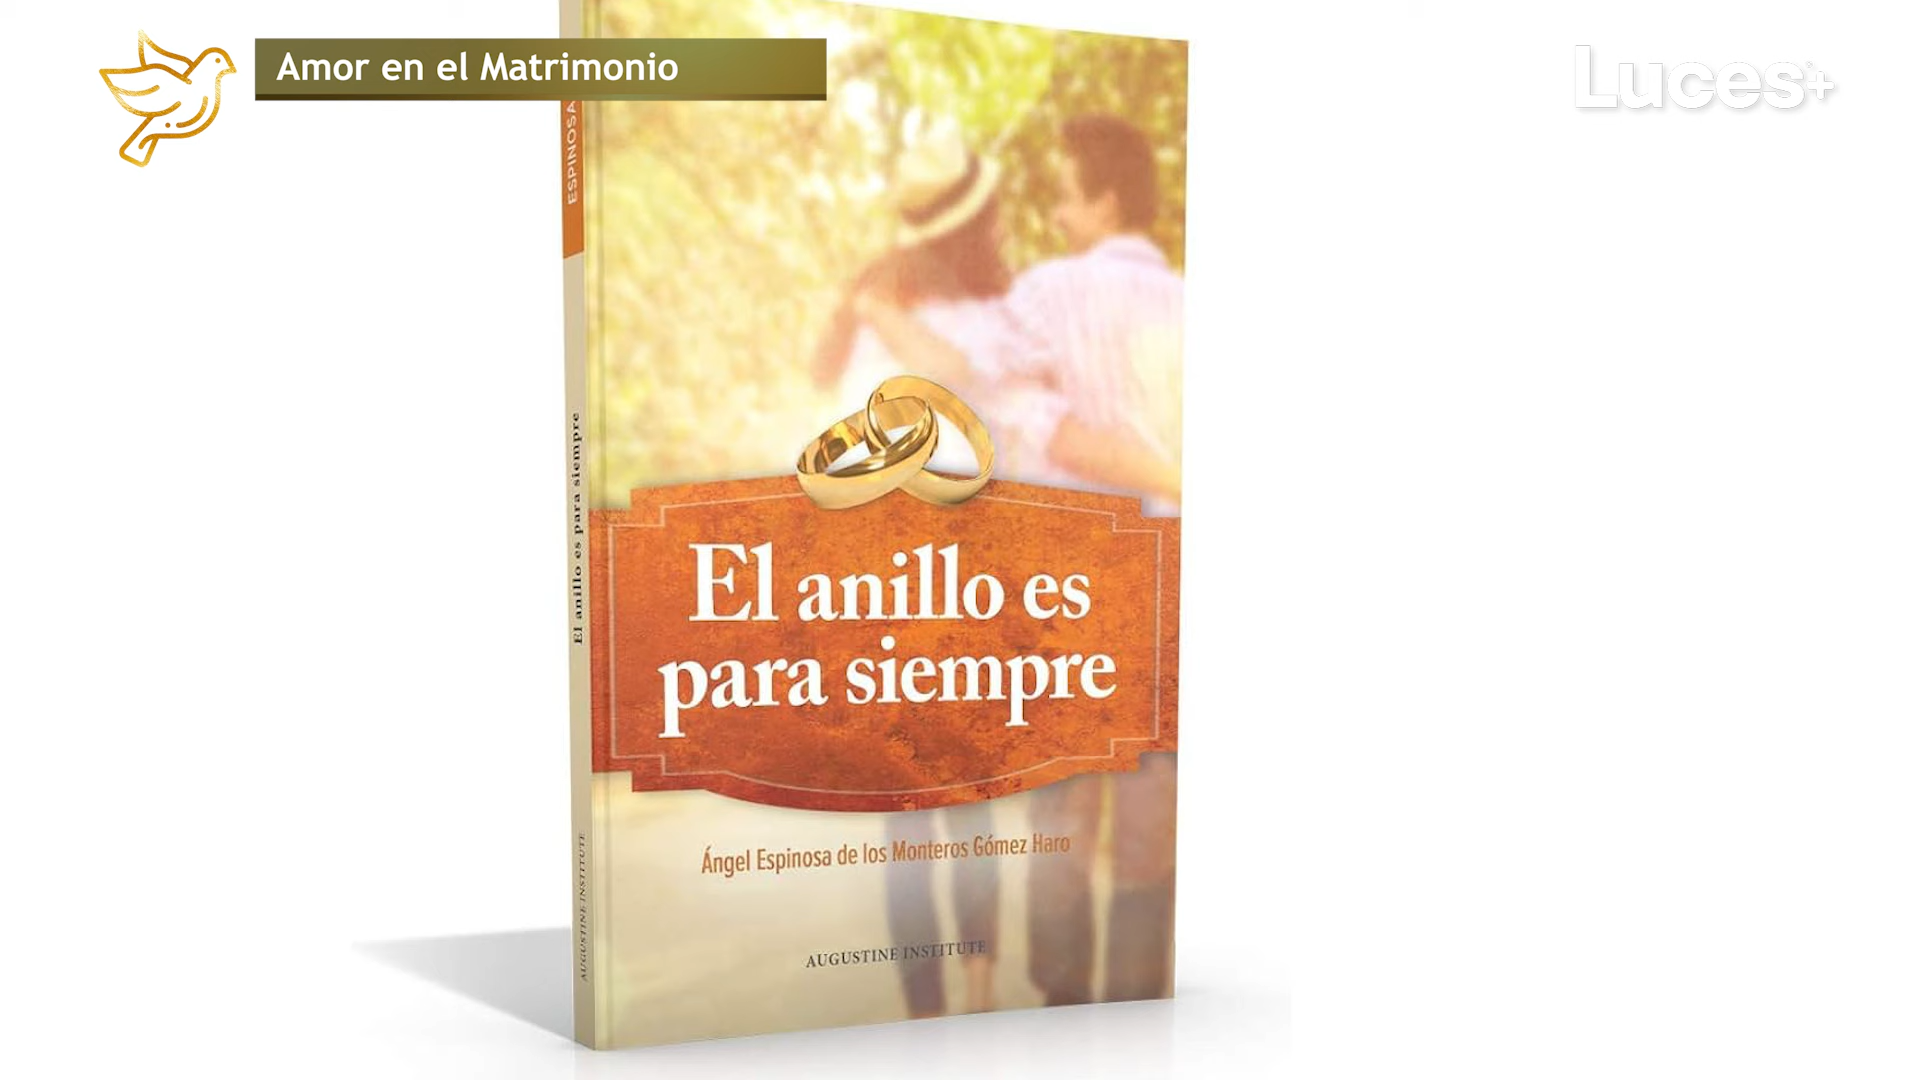 Amor en el Matrimonio
Luces+
ESPINOSA
El anillo es para siempre
AUGUSTINE INSTITUTE
El anillo es
para siempre
Ángel Espinosa de los Monteros Gómez Haro
AUGUSTINE INSTITUTE